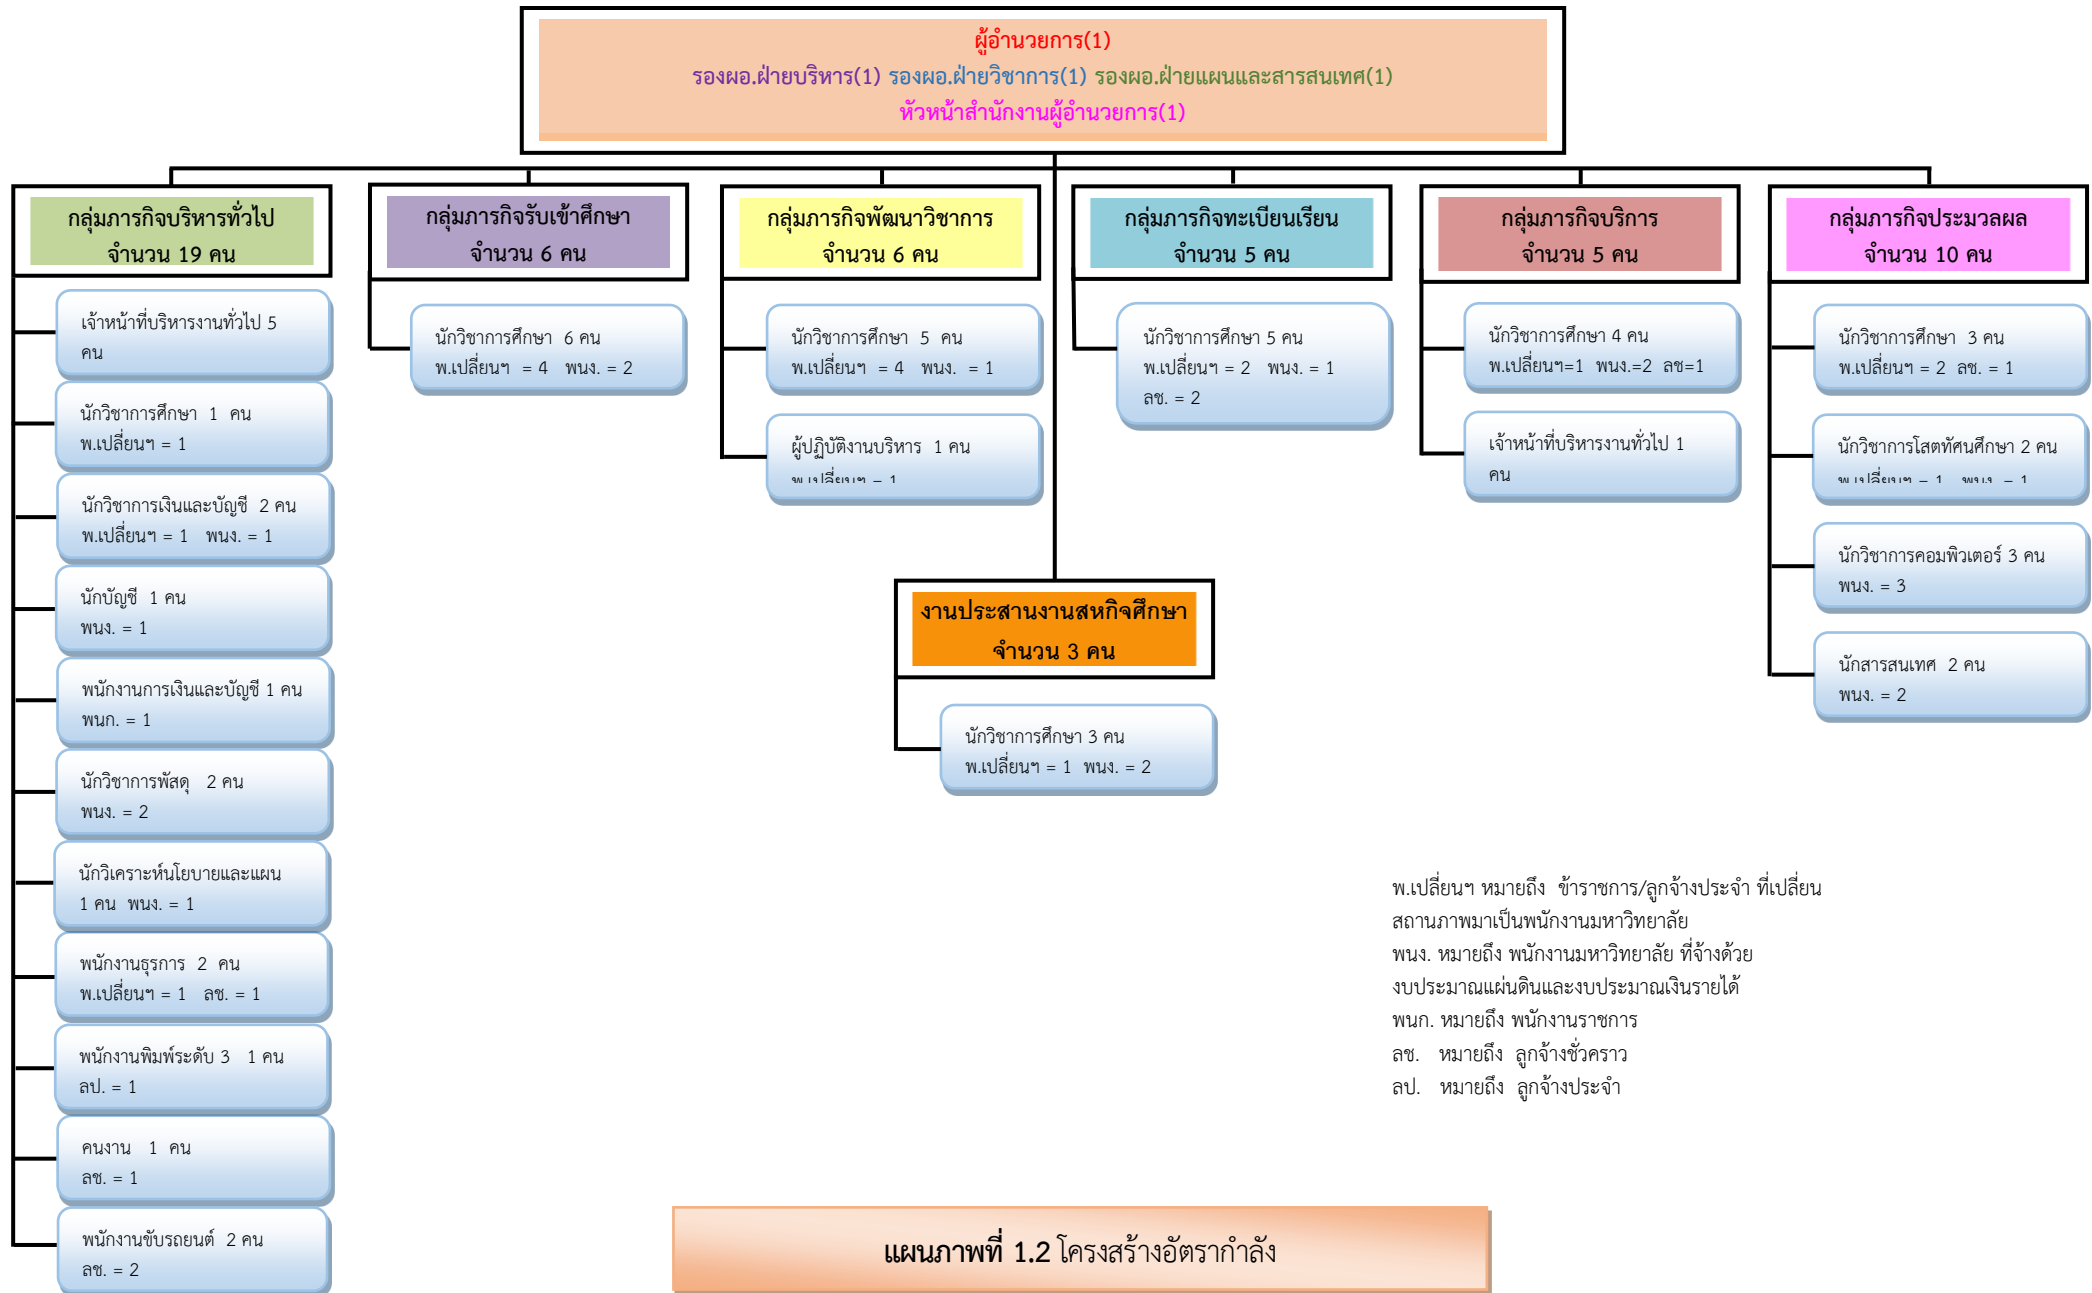 ผู้อำนวยการ(1)
รองผอ.ฝ่ายบริหาร(1) รองผอ.ฝ่ายวิชาการ(1) รองผอ.ฝ่ายแผนและสารสนเทศ(1)
หัวหน้าสำนักงานผู้อำนวยการ(1)
กลุ่มภารกิจบริหารทั่วไป
จำนวน 19 คน
เจ้าหน้าที่บริหารงานทั่วไป 5
คน
นักวิชาการศึกษา 1 คน
พ.เปลี่ยนฯ = 1
นักวิชาการเงินและบัญชี 2 คน
พ.เปลี่ยนฯ = 1 พนง. = 1
นักบัญชี 1 คน
พนง. = 1
พนักงานการเงินและบัญชี 1 คน
พนก. = 1
นักวิชาการพัสดุ 2 คน
พนง. = 2
นักวิเคราะห์นโยบายและแผน
1 คน พนง. = 1
พนักงานธุรการ 2 คน
พ.เปลี่ยนฯ = 1 ลช. = 1
พนักงานพิมพ์ระดับ 3 1 คน
ลป. = 1
คนงาน 1 คน
ลช. = 1
พนักงานขับรถยนต์ 2 คน
ลช. = 2
กลุ่มภารกิจรับเข้าศึกษา
จำนวน 6 คน
นักวิชาการศึกษา 6 คน
พ.เปลี่ยนฯ = 4 พนง. = 2
กลุ่มภารกิจพัฒนาวิชาการ
จำนวน 6 คน
นักวิชาการศึกษา 5 คน
พ.เปลี่ยนฯ = 4 พนง. = 1
ผู้ปฏิบัติงานบริหาร 1 คน
พ.เปลี่ยนฯ = 1
กลุ่มภารกิจทะเบียนเรียน
จำนวน 5 คน
นักวิชาการศึกษา 5 คน
พ.เปลี่ยนฯ = 2 พนง. = 1
ลช. = 2
กลุ่มภารกิจบริการ
จำนวน 5 คน
นักวิชาการศึกษา 4 คน
พ.เปลี่ยนฯ=1 พนง.=2 ลช=1
เจ้าหน้าที่บริหารงานทั่วไป 1
คน
กลุ่มภารกิจประมวลผล
จำนวน 10 คน
นักวิชาการศึกษา 3 คน
พ.เปลี่ยนฯ = 2 ลช. = 1
นักวิชาการโสตทัศนศึกษา 2 คน
พ.เปลี่ยนฯ = 1 พนง. = 1
นักวิชาการคอมพิวเตอร์ 3 คน
พนง. = 3
นักสารสนเทศ 2 คน
พนง. = 2
งานประสานงานสหกิจศึกษา
จำนวน 3 คน
นักวิชาการศึกษา 3 คน
พ.เปลี่ยนฯ = 1 พนง. = 2
พ.เปลี่ยนฯ หมายถึง ข้าราชการ/ลูกจ้างประจำ ที่เปลี่ยน
สถานภาพมาเป็นพนักงานมหาวิทยาลัย
พนง. หมายถึง พนักงานมหาวิทยาลัย ที่จ้างด้วย
งบประมาณแผ่นดินและงบประมาณเงินรายได้
พนก. หมายถึง พนักงานราชการ
ลช. หมายถึง ลูกจ้างชั่วคราว
ลป. หมายถึง ลูกจ้างประจำ
แผนภาพที่ 1.2 โครงสร้างอัตรากำลัง